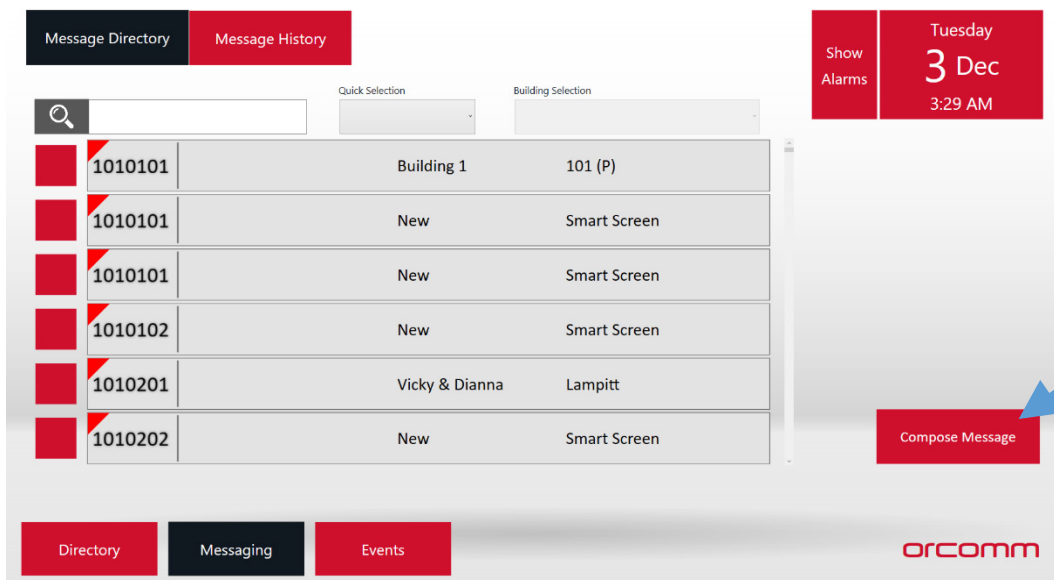 Message Directory
Message History
Show
Alarms
Tuesday
3 Dec
3:29 AM
Quick Selection
Building Selection
1010101 Building 1 101 (P)
1010101 New Smart Screen
1010101 New Smart Screen
1010102 New Smart Screen
1010201 Vicky & Dianna Lampitt
1010202 New Smart Screen
Compose Message
Directory
Messaging
Events
orcomm